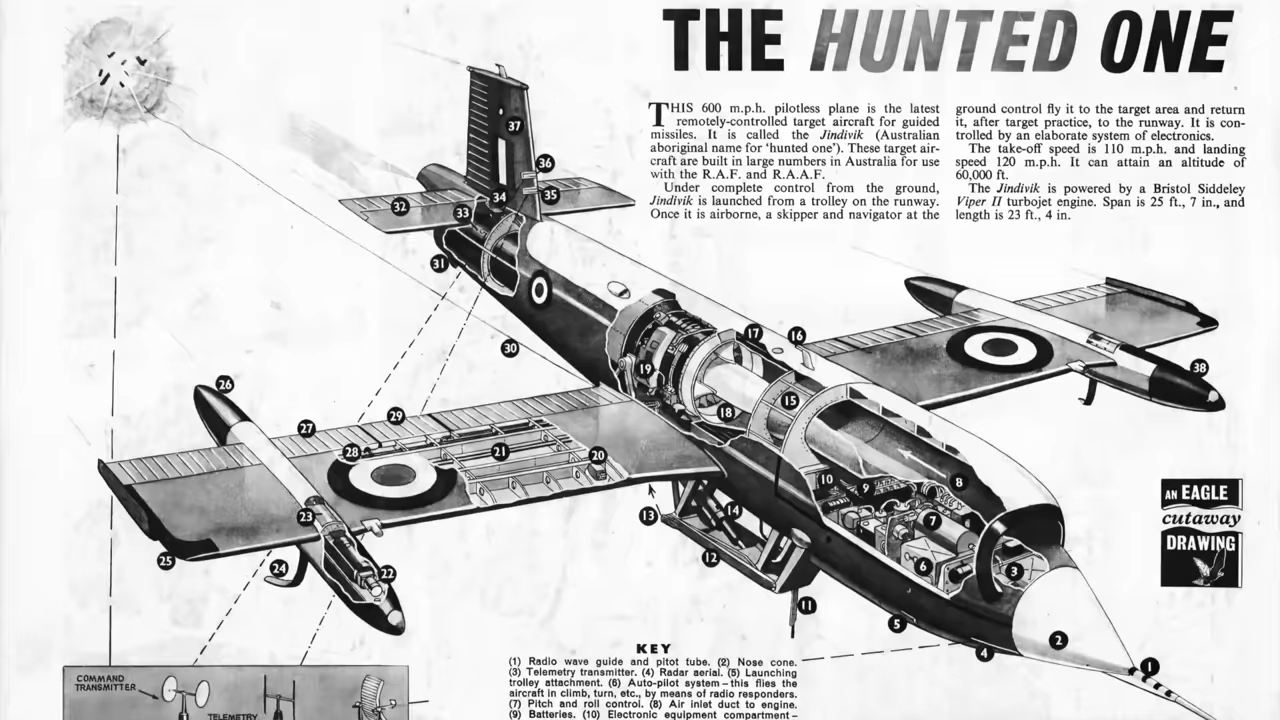 THE HUNTED ONE
THIS 600 m.p.h. pilotless plane is the latest
remotely-controlled target aircraft for guided
missiles. It is called the Jindivik (Australian
aboriginal name for 'hunted one'). These target air-
craft are built in large numbers in Australia for use
with the R.A.F. and R.A.A.F.
Under complete control from the ground,
Jindivik is launched from a trolley on the runway.
Once it is airborne, a skipper and navigator at the
ground control fly it to the target area and return
it, after target practice, to the runway. It is con-
trolled by an elaborate system of electronics.
The take-off speed is 110 m.p.h. and landing
speed 120 m.p.h. It can attain an altitude of
60,000 ft.
The Jindivik is powered by a Bristol Siddeley
Viper II turbojet engine. Span is 25 ft., 7 in., and
length is 23 ft., 4 in.
37
36
35
34
33
32
31
30
17
16
38
19
15
18
26
27
29
28
21
20
10
9
8
23
13
14
7
12
6
3
25
24
22
11
5
4
2
1
AN EAGLE
cutaway
DRAWING
COMMAND
TRANSMITTER
TELEMETRY
KEY
(1) Radio wave guide and pitot tube. (2) Nose cone.
(3) Telemetry transmitter. (4) Radar aerial. (5) Launching
trolley attachment. (6) Auto-pilot system – this flies the
aircraft in climb, turn, etc., by means of radio responders.
(7) Pitch and roll control. (8) Air inlet duct to engine.
(9) Batteries. (10) Electronic equipment compartment –